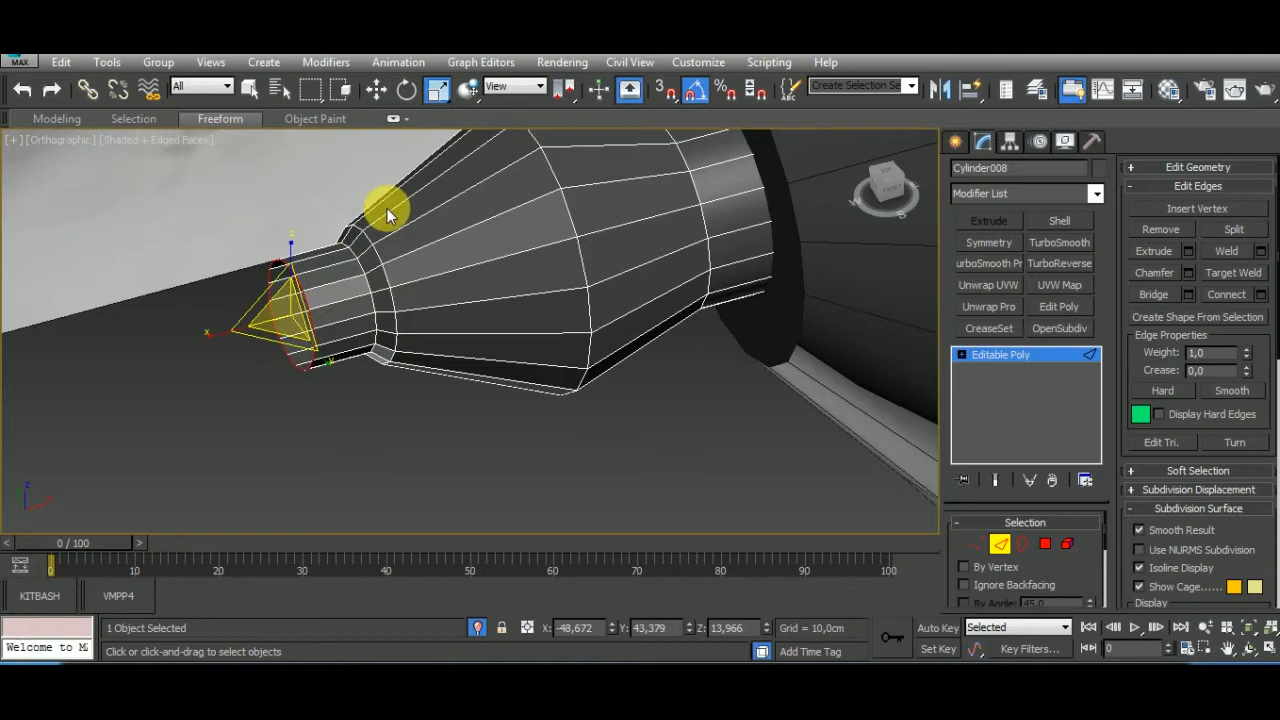 MAX
Edit Tools Group Views Create Modifiers Animation Graph Editors Rendering Civil View Customize Scripting Help
All View 3 Create Selection Se
Modeling Selection Freeform Object Paint
[+] [Orthographic] [Shaded + Edged Faces]
TOP
FRONT
W S
z
x
y
z
Cylinder008
Modifier List
Extrude Shell
Symmetry TurboSmooth
urboSmooth Pr TurboReverse
Unwrap UVW UVW Map
Unwrap Pro Edit Poly
CreaseSet OpenSubdiv
Editable Poly
Selection
By Vertex
Ignore Backfacing
By Angle: 45,0
Edit Geometry
Edit Edges
Insert Vertex
Remove Split
Extrude Weld
Chamfer Target Weld
Bridge Connect
Create Shape From Selection
Edge Properties
Weight: 1,0
Crease: 0,0
Hard Smooth
Display Hard Edges
Edit Tri. Turn
Soft Selection
Subdivision Displacement
Subdivision Surface
Smooth Result
Use NURMS Subdivision
Isoline Display
Show Cage......
Display
0 / 100
10 20 30 40 50 60 70 80 90 100
KITBASH VMPP4
1 Object Selected X: -48,672 Y: 43,379 Z: 13,966 Grid = 10,0cm Auto Key Selected
Welcome to M Click or click-and-drag to select objects Add Time Tag Set Key Key Filters... 0